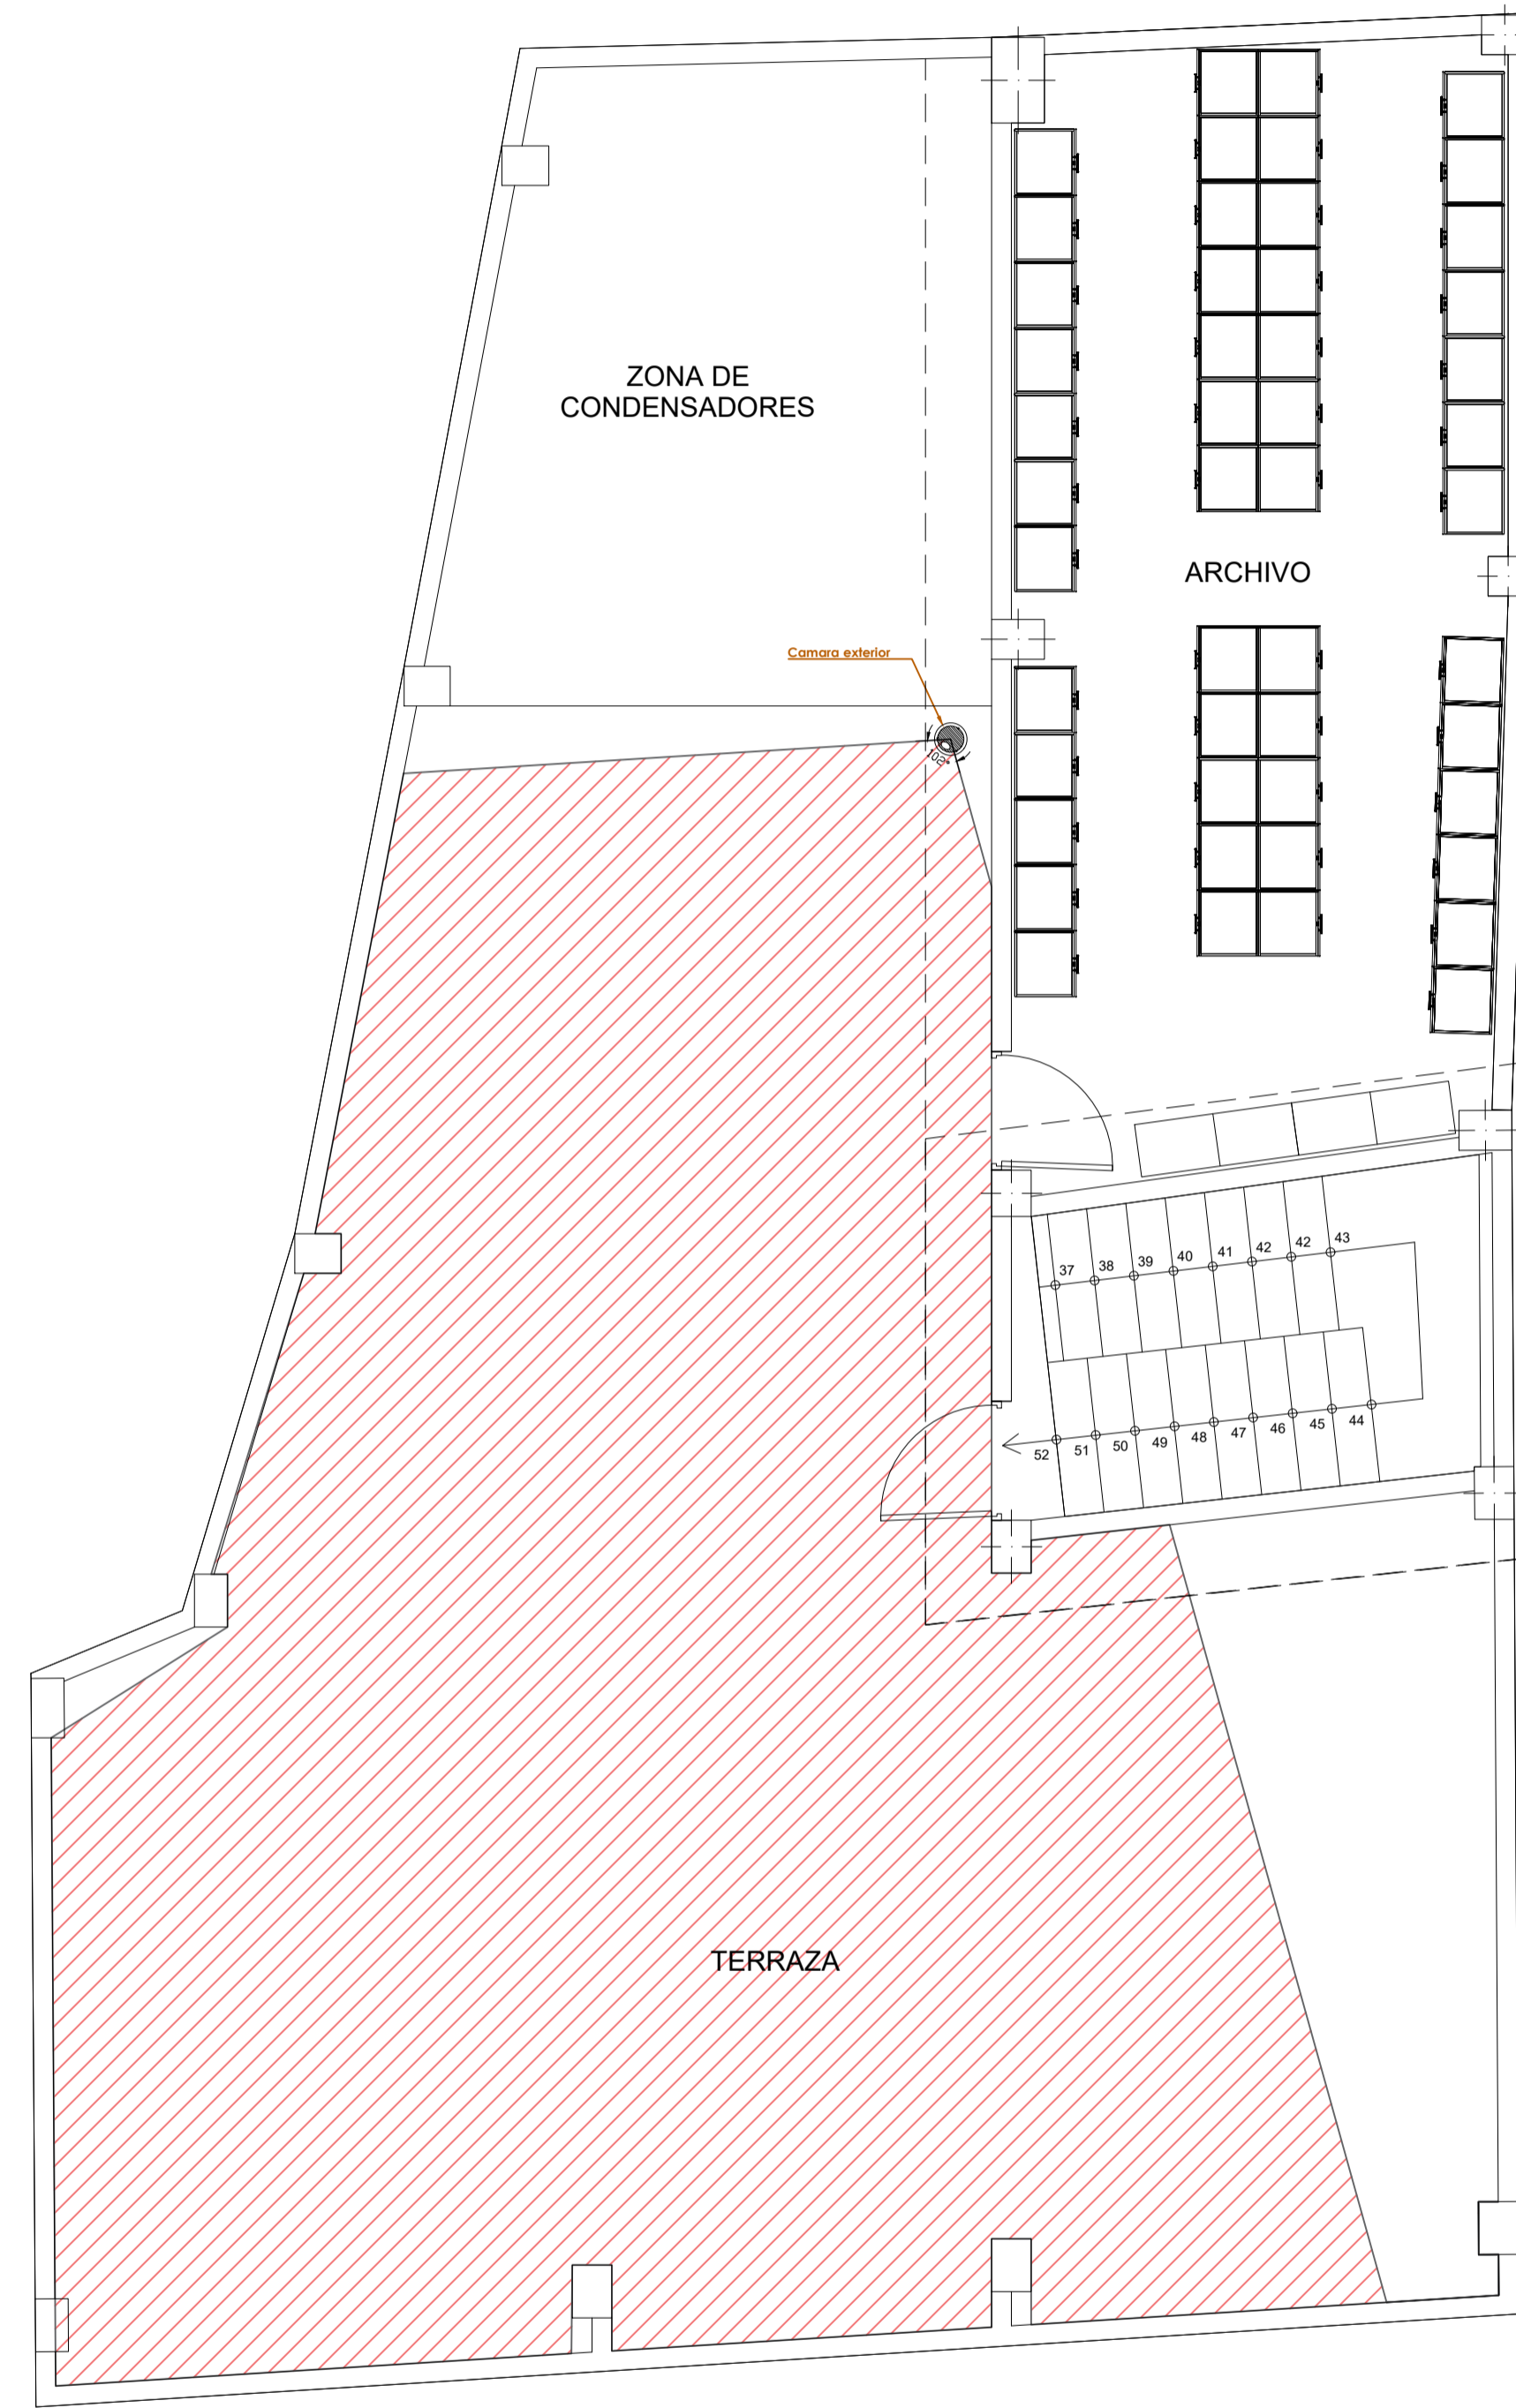 ZONA DE
CONDENSADORES
ARCHIVO
Camara exterior
102°
37 38 39 40 41 42 42 43
52 51 50 49 48 47 46 45 44
TERRAZA